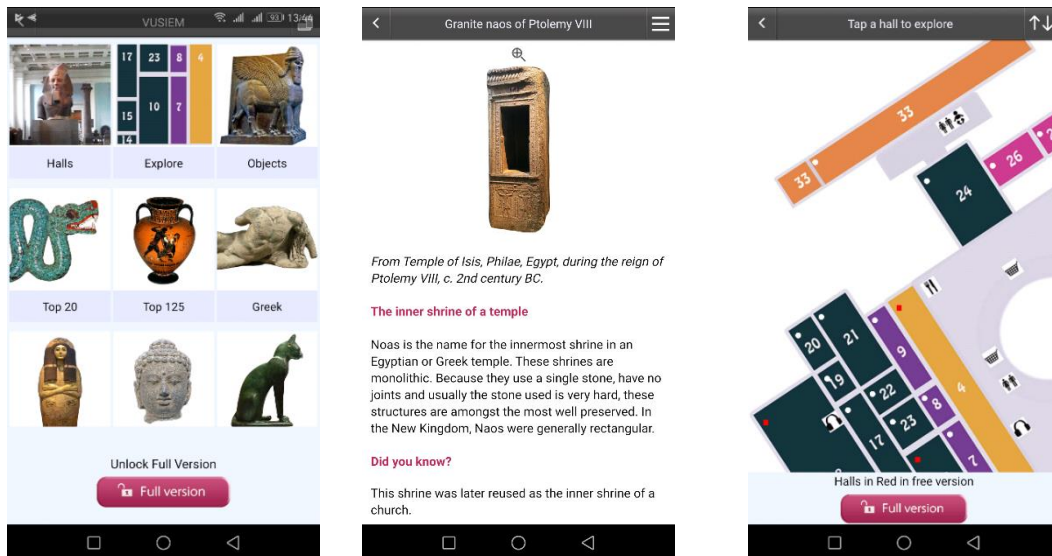 VUSIEM
93 13:44
17 23 8 4
10 7
15
14
Halls Explore Objects
Top 20 Top 125 Greek
Unlock Full Version
Full version
Granite naos of Ptolemy VIII
From Temple of Isis, Philae, Egypt, during the reign of
Ptolemy VIII, c. 2nd century BC.
The inner shrine of a temple
Noas is the name for the innermost shrine in an
Egyptian or Greek temple. These shrines are
monolithic. Because they use a single stone, have no
joints and usually the stone used is very hard, these
structures are amongst the most well preserved. In
the New Kingdom, Naos were generally rectangular.
Did you know?
This shrine was later reused as the inner shrine of a
church.
Tap a hall to explore
33
33
26
24
20 21
9
19
22
4
8
23
17
7
Halls in Red in free version
Full version